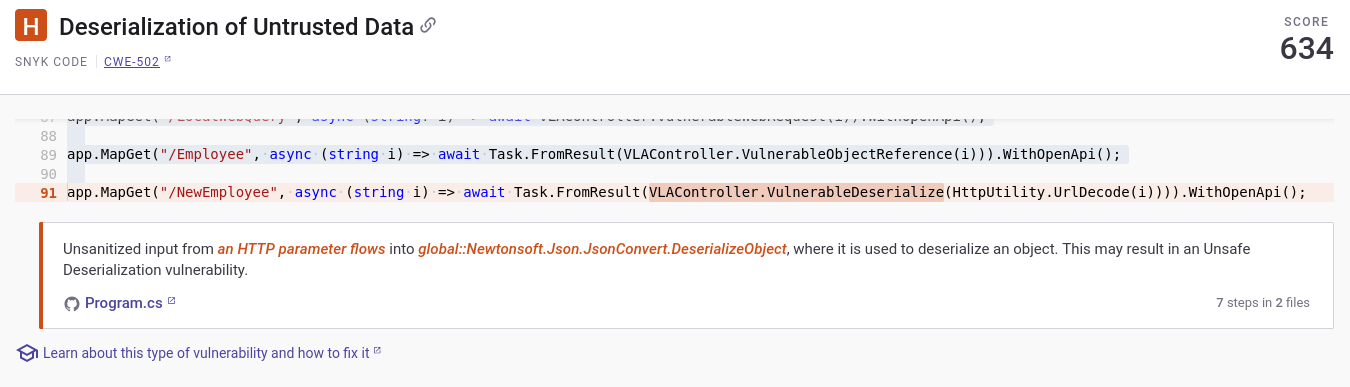 H Deserialization of Untrusted Data
SCORE
634
SNYK CODE | CWE-502
87 app.MapGet("/LocalWebQuery", async (string? i) => await VLAController.VulnerableWebRequest(i)).WithOpenApi();
88
89 app.MapGet("/Employee", async (string i) => await Task.FromResult(VLAController.VulnerableObjectReference(i))).WithOpenApi();
90
91 app.MapGet("/NewEmployee", async (string i) => await Task.FromResult(VLAController.VulnerableDeserialize(HttpUtility.UrlDecode(i)))).WithOpenApi();
Unsanitized input from an HTTP parameter flows into global::Newtonsoft.Json.JsonConvert.DeserializeObject, where it is used to deserialize an object. This may result in an Unsafe
Deserialization vulnerability.
Program.cs
7 steps in 2 files
Learn about this type of vulnerability and how to fix it